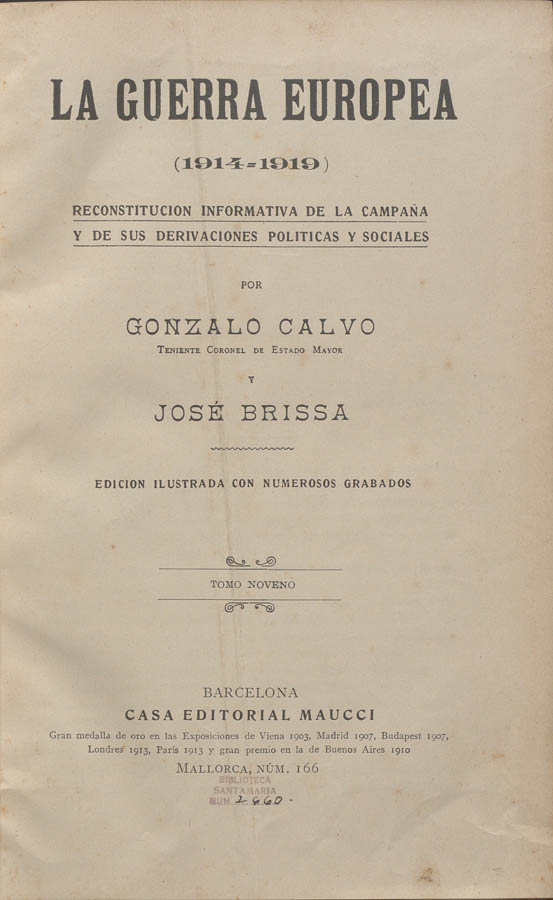 LA GUERRA EUROPEA
(1914-1919)
RECONSTITUCION INFORMATIVA DE LA CAMPAÑA
Y DE SUS DERIVACIONES POLITICAS Y SOCIALES
POR
GONZALO CALVO
TENIENTE CORONEL DE ESTADO MAYOR
Y
JOSÉ BRISSA
EDICION ILUSTRADA CON NUMEROSOS GRABADOS
TOMO NOVENO
BARCELONA
CASA EDITORIAL MAUCCI
Gran medalla de oro en las Exposiciones de Viena 1903, Madrid 1907, Budapest 1907,
Londres 1913, París 1913 y gran premio en la de Buenos Aires 1910
MALLORCA, NÚM. 166
BIBLIOTECA
SANTAMARIA
NUM. 2660.